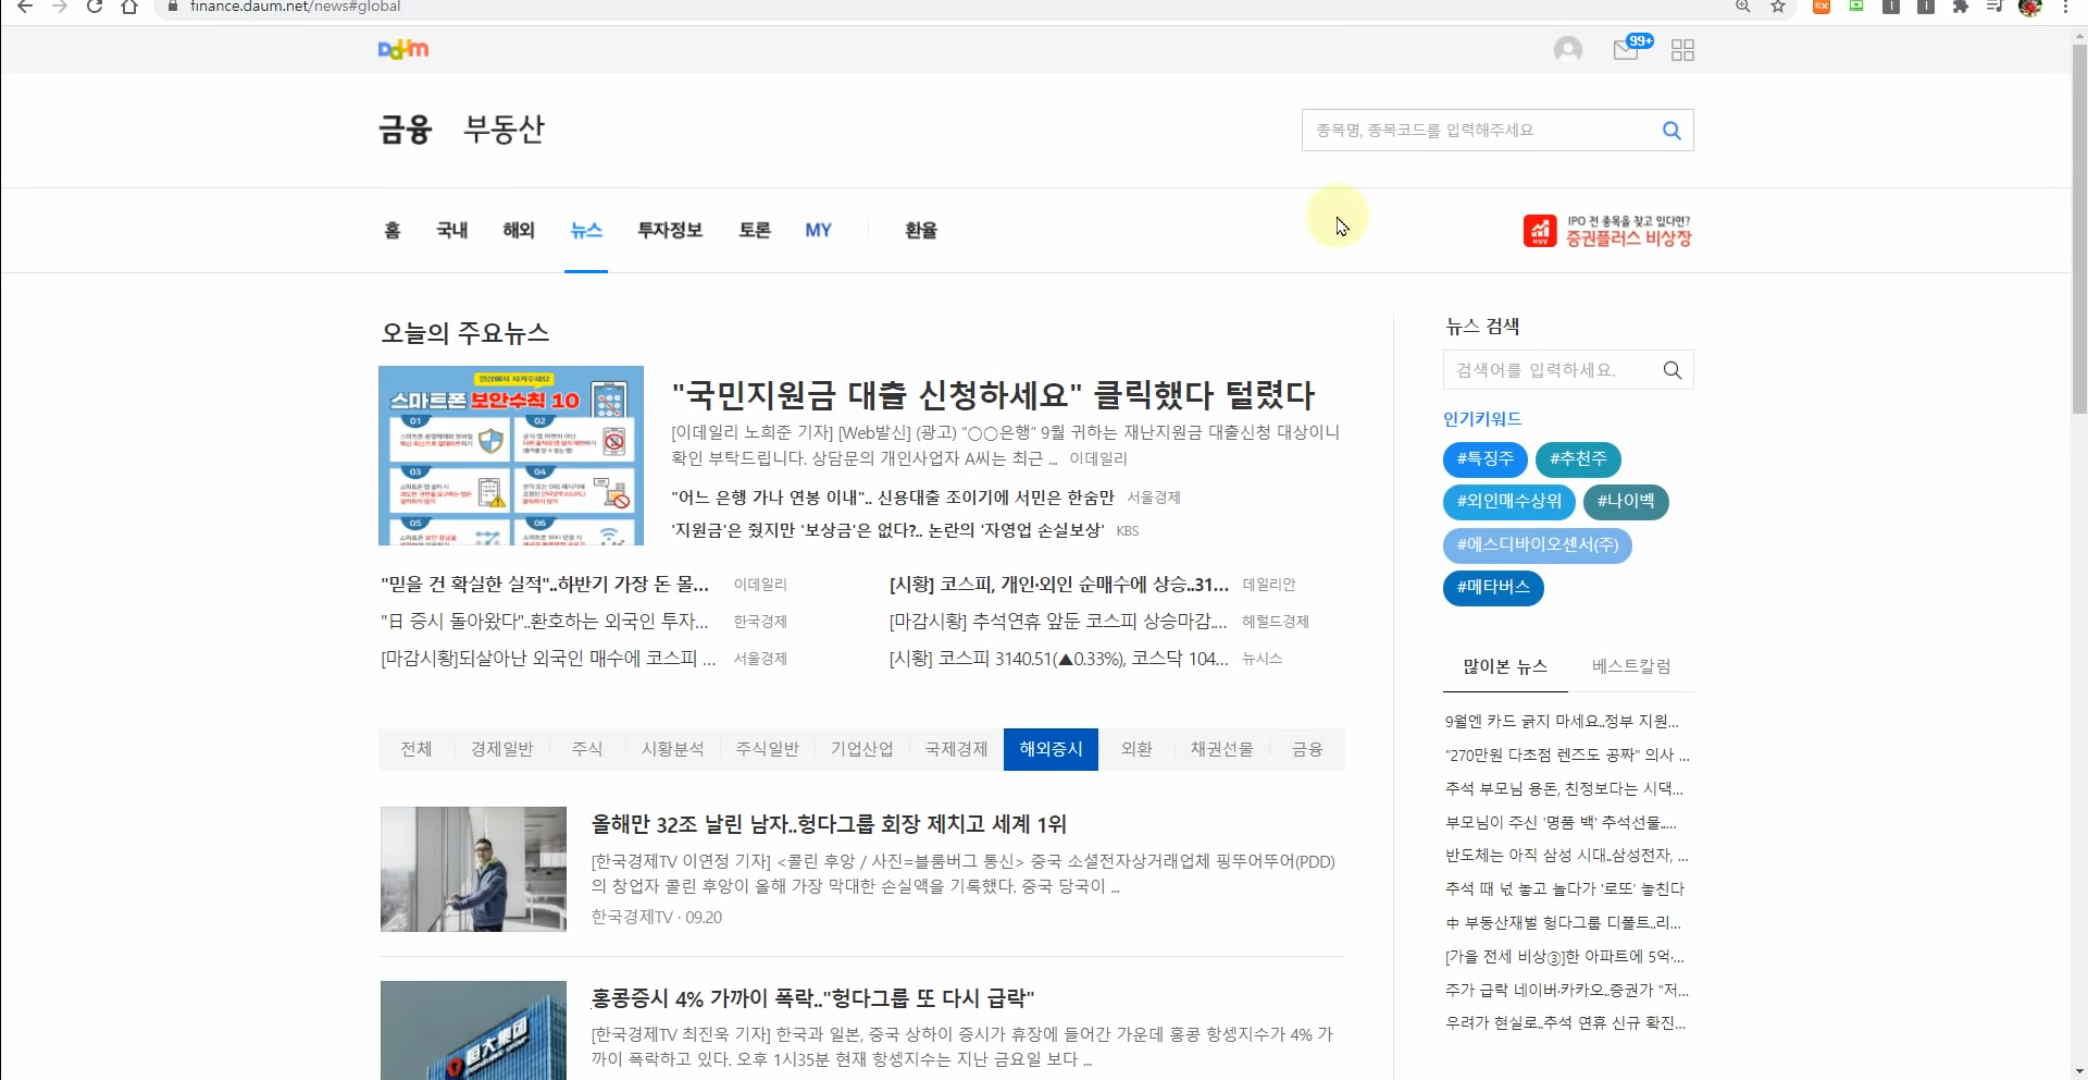 finance.daum.net/news#global
Daum
99+
금융 부동산
종목명, 종목코드를 입력해주세요
홈 국내 해외 뉴스 투자정보 토론 MY 환율
IPO 전 종목을 찾고 있다면?
증권플러스 비상장
오늘의 주요뉴스
스마트폰 보안수칙 10
01 02
03 04
05 06
"국민지원금 대출 신청하세요" 클릭했다 털렸다
[이데일리 노희준 기자] [Web발신] (광고) “○○은행” 9월 귀하는 재난지원금 대출신청 대상이니
확인 부탁드립니다. 상담문의 개인사업자 A씨는 최근 ... 이데일리
"어느 은행 가나 연봉 이내".. 신용대출 조이기에 서민은 한숨만 서울경제
'지원금'은 줬지만 '보상금'은 없다?.. 논란의 '자영업 손실보상' KBS
"믿을 건 확실한 실적"..하반기 가장 돈 몰... 이데일리
"日 증시 돌아왔다"..환호하는 외국인 투자... 한국경제
[마감시황]되살아난 외국인 매수에 코스피 ... 서울경제
[시황] 코스피, 개인·외인 순매수에 상승..31... 데일리안
[마감시황] 추석연휴 앞둔 코스피 상승마감.... 헤럴드경제
[시황] 코스피 3140.51(▲0.33%), 코스닥 104... 뉴시스
전체 경제일반 주식 시황분석 주식일반 기업산업 국제경제 해외증시 외환 채권선물 금융
올해만 32조 날린 남자..헝다그룹 회장 제치고 세계 1위
[한국경제TV 이연정 기자] <콜린 후앙 / 사진=블룸버그 통신> 중국 소셜전자상거래업체 핑뚜어뚜어(PDD)
의 창업자 콜린 후앙이 올해 가장 막대한 손실액을 기록했다. 중국 당국이 ...
한국경제TV · 09.20
恒大集团
홍콩증시 4% 가까이 폭락.."헝다그룹 또 다시 급락"
[한국경제TV 최진욱 기자] 한국과 일본, 중국 상하이 증시가 휴장에 들어간 가운데 홍콩 항셍지수가 4% 가
까이 폭락하고 있다. 오후 1시35분 현재 항셍지수는 지난 금요일 보다 ...
뉴스 검색
검색어를 입력하세요.
인기키워드
#특징주 #추천주
#외인매수상위 #나이벡
#에스디바이오센서(주)
#메타버스
많이본 뉴스 베스트칼럼
9월엔 카드 긁지 마세요..정부 지원...
"270만원 다초점 렌즈도 공짜" 의사 ...
추석 부모님 용돈, 친정보다는 시댁...
부모님이 주신 '명품 백' 추석선물.....
반도체는 아직 삼성 시대..삼성전자, ...
추석 때 넋 놓고 놀다가 '로또' 놓친다
中 부동산재벌 헝다그룹 디폴트..리...
[가을 전세 비상③]한 아파트에 5억·...
주가 급락 네이버·카카오..증권가 "저...
우려가 현실로..추석 연휴 신규 확진...